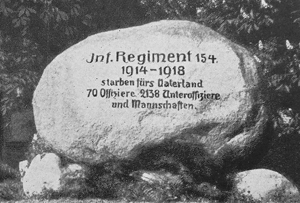 Inf. Regiment 154.
1914-1918
starben fürs Vaterland
70 Offiziere 2138 Unteroffiziere
und Mannschaften.